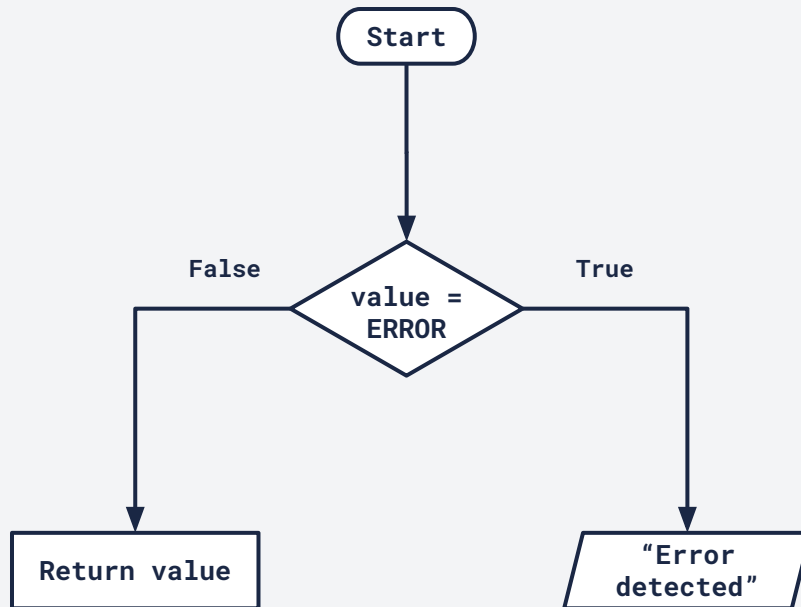 Start
False
True
value =
ERROR
Return value
“Error
detected”